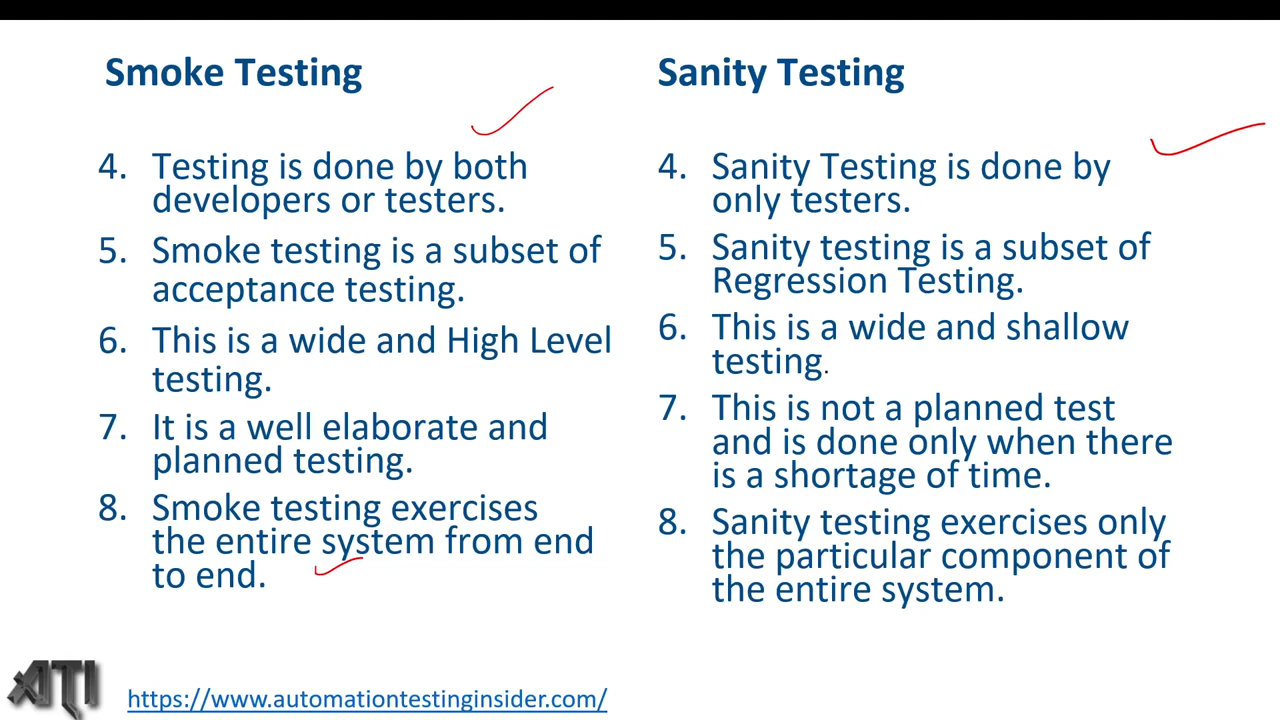 Smoke Testing
4. Testing is done by both
developers or testers.
5. Smoke testing is a subset of
acceptance testing.
6. This is a wide and High Level
testing.
7. It is a well elaborate and
planned testing.
8. Smoke testing exercises
the entire system from end
to end.
Sanity Testing
4. Sanity Testing is done by
only testers.
5. Sanity testing is a subset of
Regression Testing.
6. This is a wide and shallow
testing.
7. This is not a planned test
and is done only when there
is a shortage of time.
8. Sanity testing exercises only
the particular component of
the entire system.
ATI
https://www.automationtestinginsider.com/